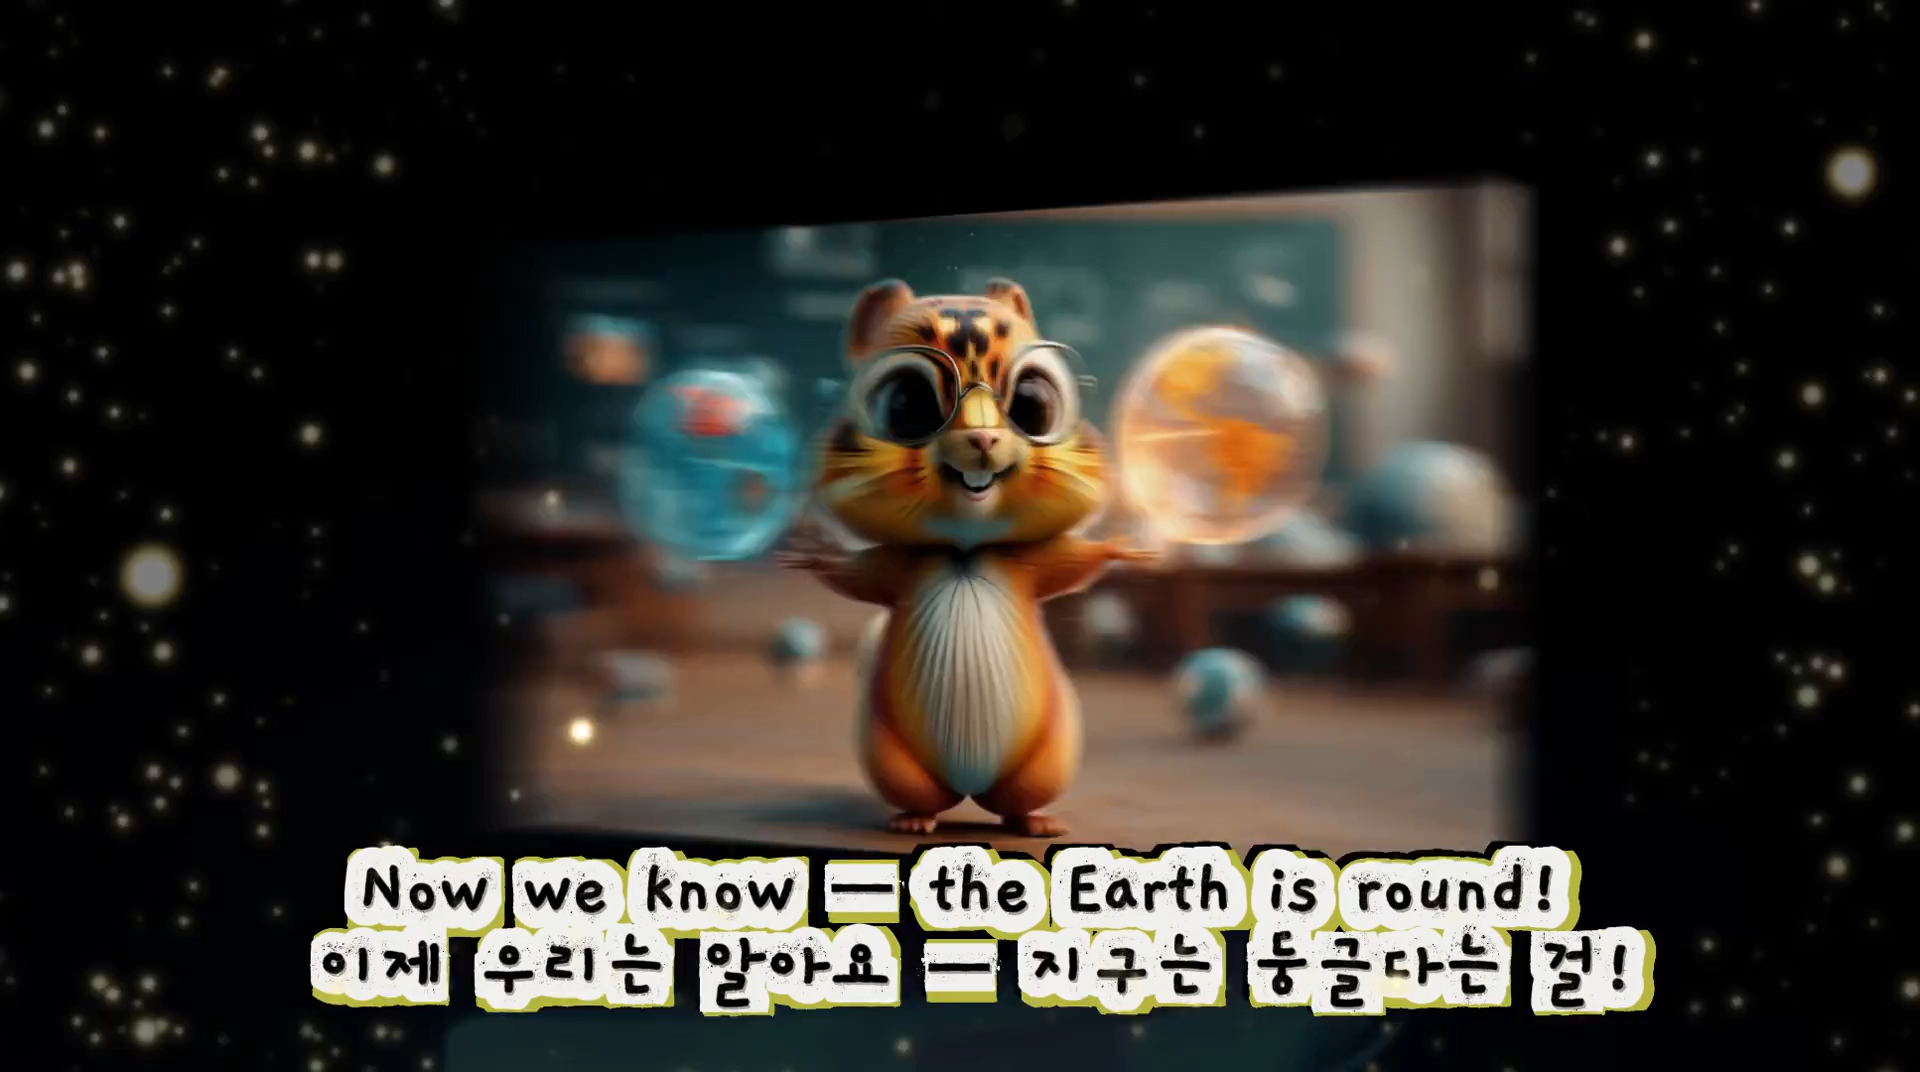 Now we know — the Earth is round!
이제 우리는 알아요 — 지구는 둥글다는 걸!